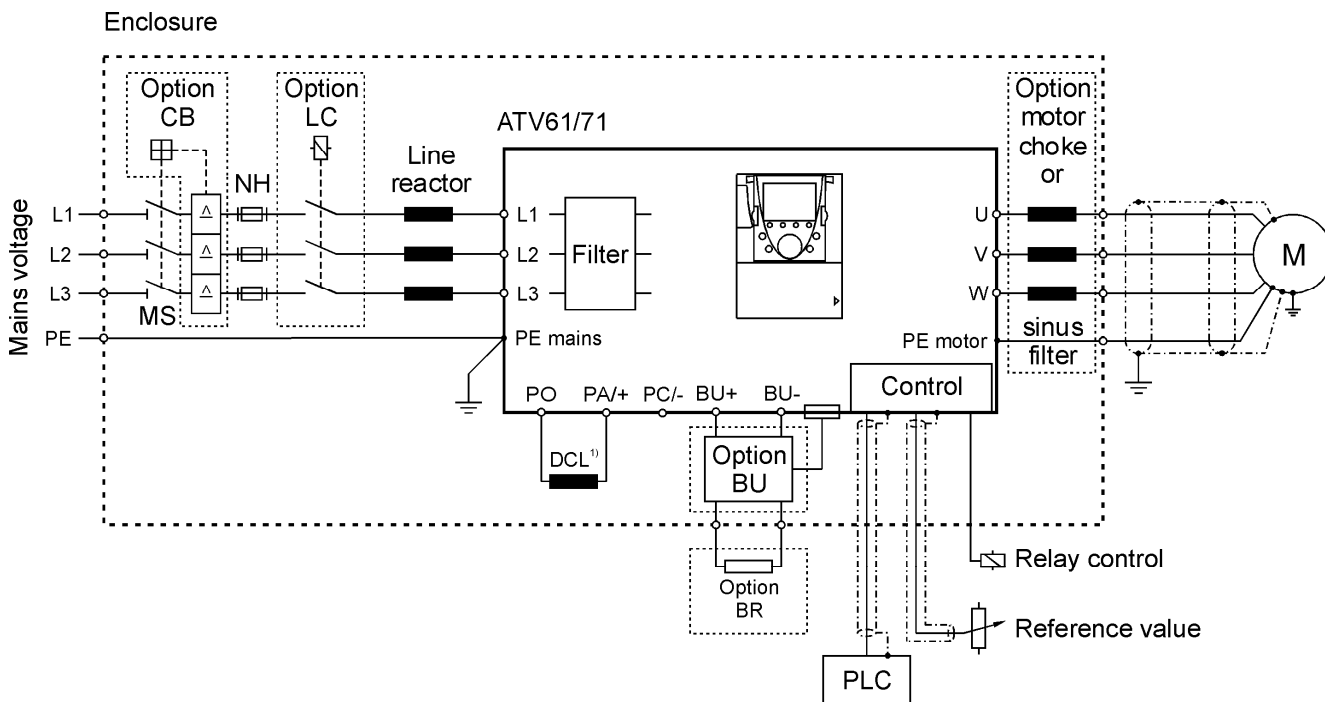 Enclosure
Option
CB
Option
LC
ATV61/71
Option
motor
choke
or
Line
reactor
NH
Mains voltage
L1
L2
L3
PE
MS
L1
L2
L3
PE mains
Filter
U
V
W
PE motor
M
sinus
filter
Control
PO
PA/+
PC/-
BU+
BU-
DCL¹⁾
Option
BU
Option
BR
Relay control
Reference value
PLC